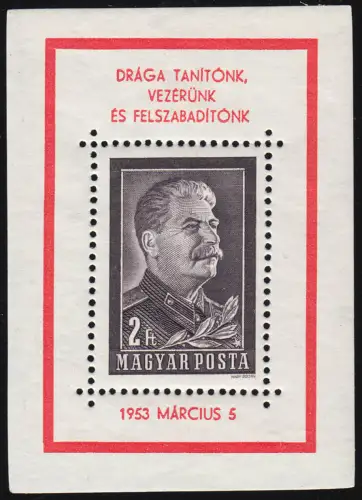 DRÁGA TANÍTÓNK,
VEZÉRÜNK
ÉS FELSZABADÍTÓNK
2 Ft
MAGYAR POSTA
1953 MÁRCIUS 5